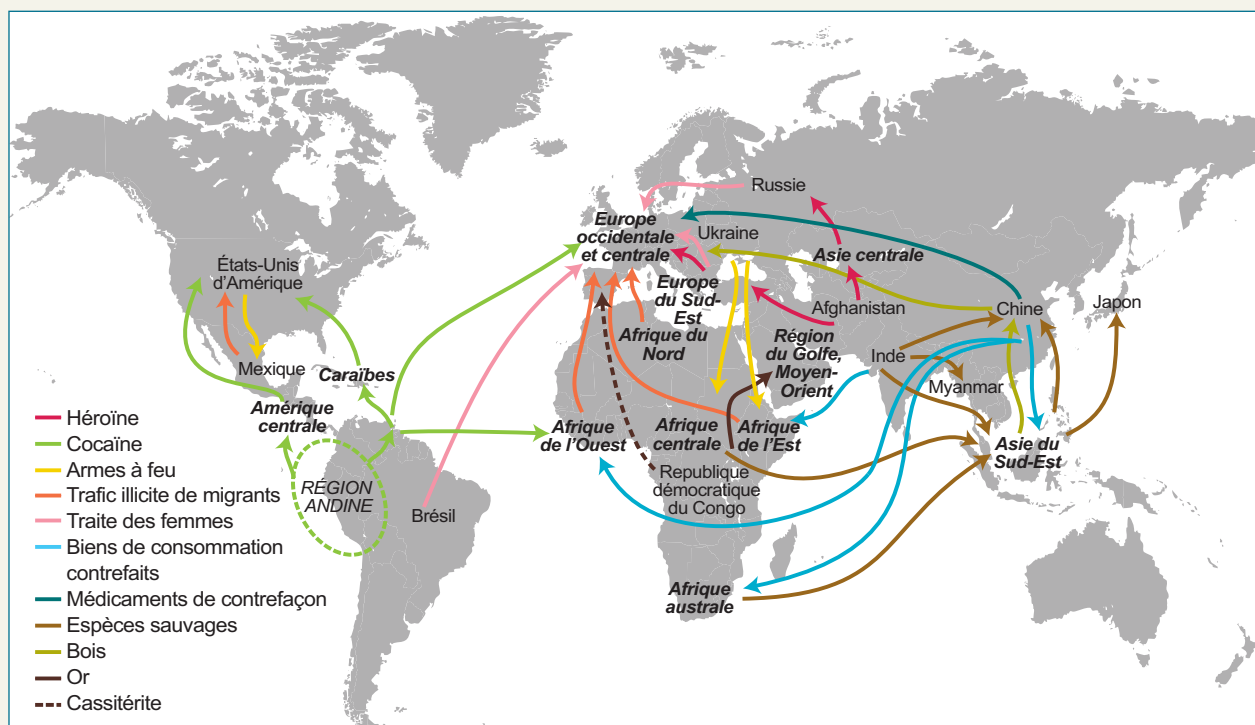 Russie
Europe
occidentale
et centrale
Ukraine
Asie centrale
États-Unis
d'Amérique
Europe
du Sud-
Est
Afghanistan
Chine
Japon
Afrique du
Nord
Région
du Golfe,
Moyen-
Orient
Inde
Myanmar
Mexique
Caraïbes
Amérique
centrale
Afrique
de l'Ouest
Afrique
centrale
Afrique
de l'Est
Asie du
Sud-Est
Republique
démocratique
du Congo
RÉGION
ANDINE
Brésil
Afrique
australe
Héroïne
Cocaïne
Armes à feu
Trafic illicite de migrants
Traite des femmes
Biens de consommation
contrefaits
Médicaments de contrefaçon
Espèces sauvages
Bois
Or
Cassitérite